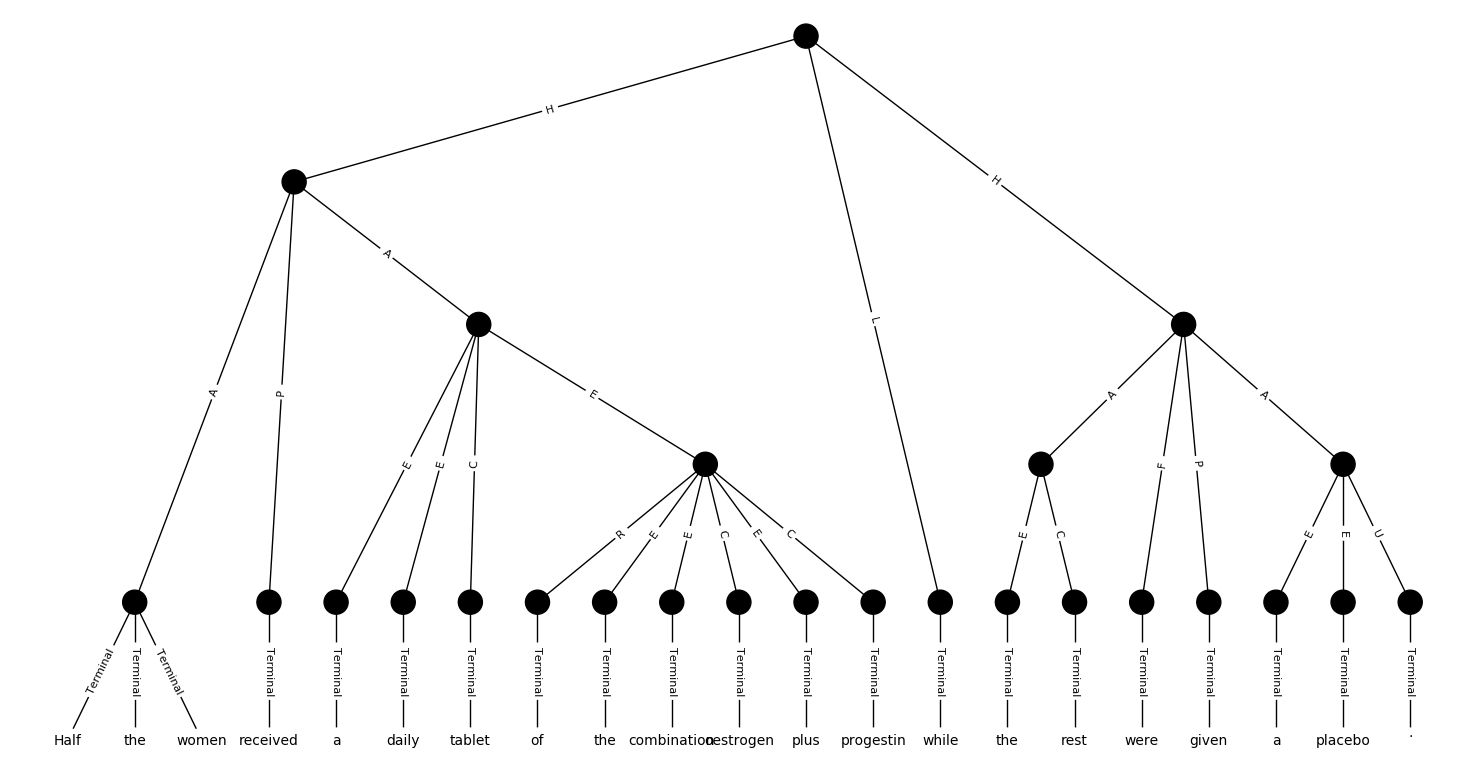 H
H
A
L
A
P
E
A
F
P
A
E
E
C
R
E
E
C
E
C
E
C
E
E
U
Terminal Terminal Terminal Terminal Terminal Terminal Terminal Terminal Terminal Terminal Terminal Terminal Terminal Terminal Terminal Terminal Terminal Terminal Terminal Terminal Terminal
Half the women received a daily tablet of the combination oestrogen plus progestin while the rest were given a placebo .